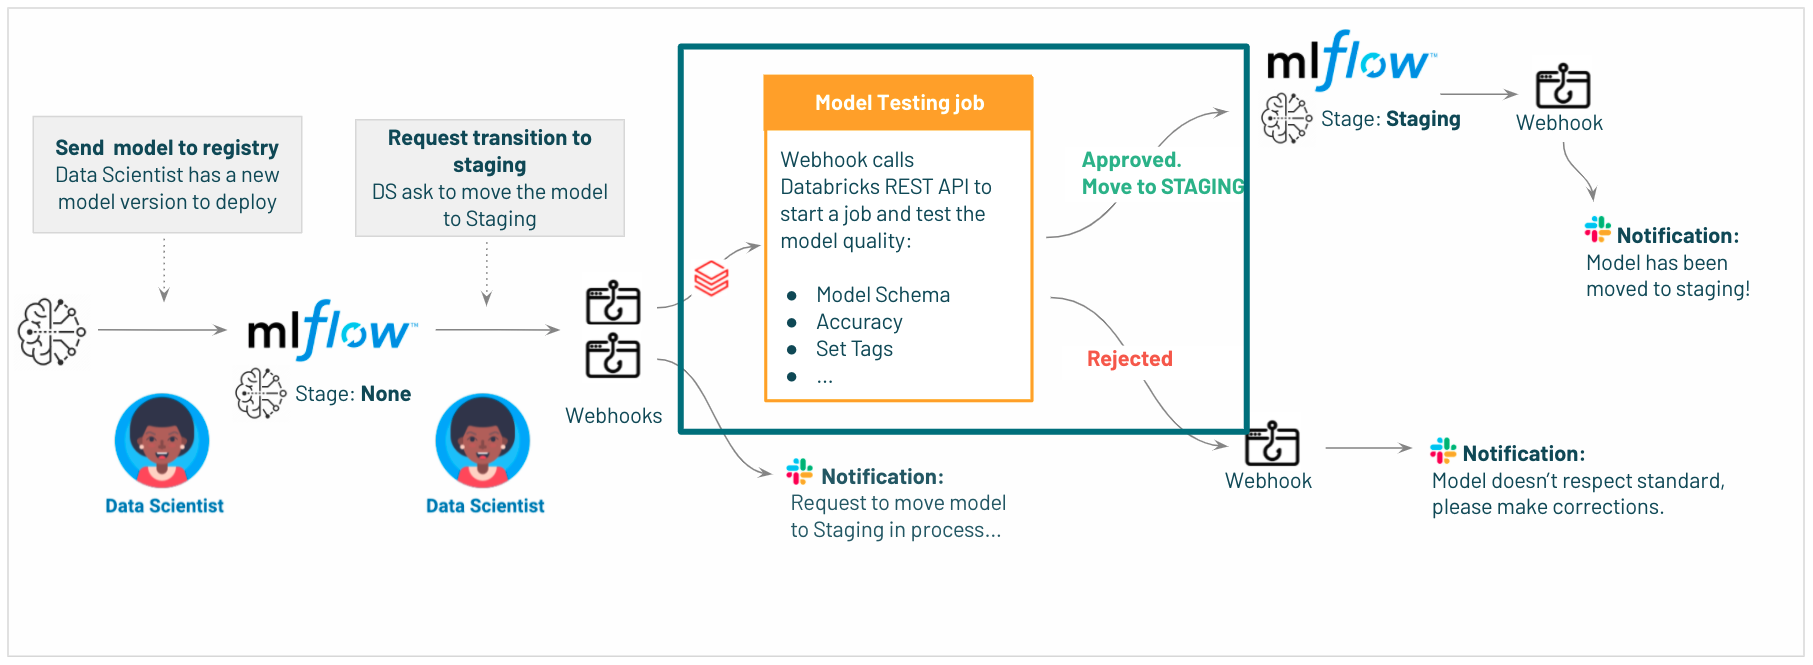 Send model to registry
Data Scientist has a new
model version to deploy
Request transition to
staging
DS ask to move the model
to Staging
mlflow™
Stage: None
Data Scientist
Data Scientist
Webhooks
Model Testing job
Webhook calls
Databricks REST API to
start a job and test the
model quality:
● Model Schema
● Accuracy
● Set Tags
● ...
Notification:
Request to move model
to Staging in process...
Approved.
Move to STAGING
Rejected
mlflow™
Stage: Staging
Webhook
Notification:
Model has been
moved to staging!
Webhook
Notification:
Model doesn’t respect standard,
please make corrections.